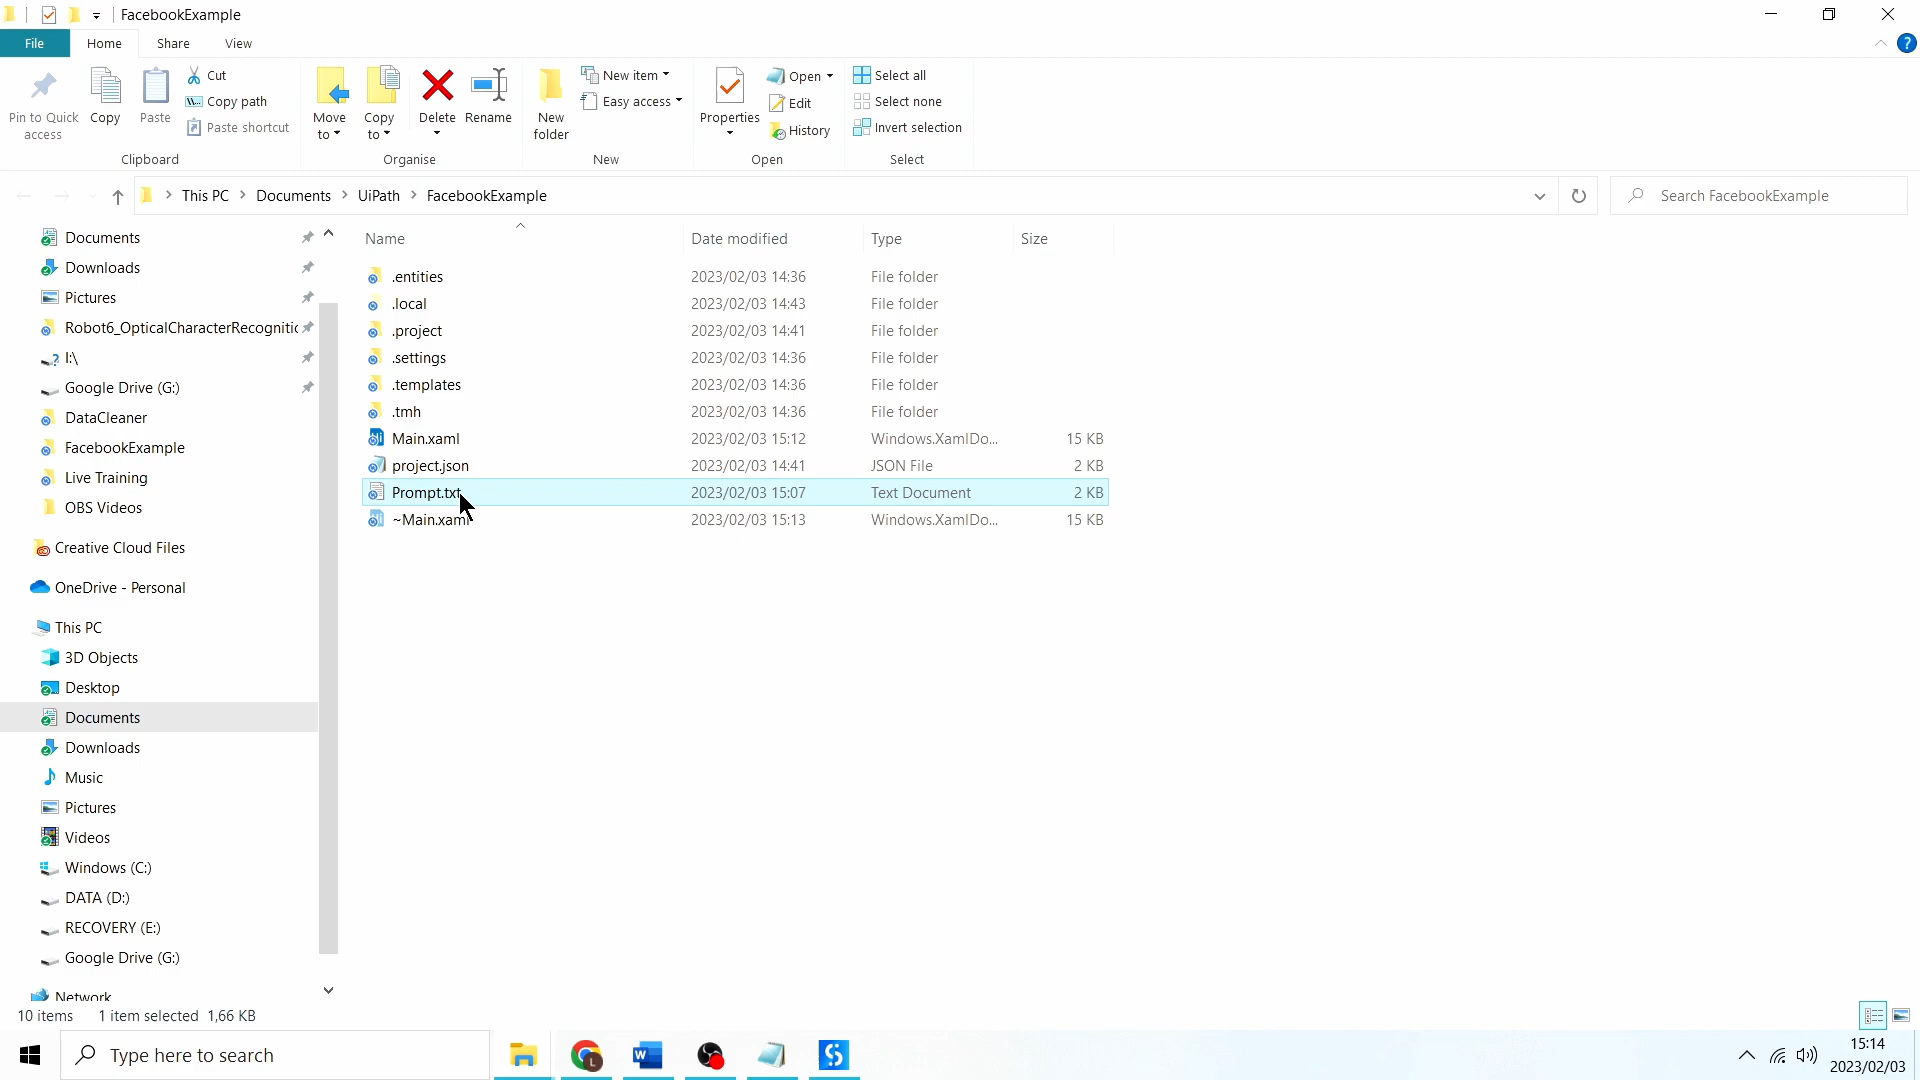 FacebookExample
File Home Share View
Pin to Quick access
Copy
Paste
Cut
Copy path
Paste shortcut
Clipboard
Move to
Copy to
Delete
Rename
Organise
New folder
New item
Easy access
New
Properties
Open
Edit
History
Open
Select all
Select none
Invert selection
Select
This PC > Documents > UiPath > FacebookExample
Search FacebookExample
Documents
Downloads
Pictures
Robot6_OpticalCharacterRecognitic
I:\
Google Drive (G:)
DataCleaner
FacebookExample
Live Training
OBS Videos
Creative Cloud Files
OneDrive - Personal
This PC
3D Objects
Desktop
Documents
Downloads
Music
Pictures
Videos
Windows (C:)
DATA (D:)
RECOVERY (E:)
Google Drive (G:)
Network
Name Date modified Type Size
.entities 2023/02/03 14:36 File folder
.local 2023/02/03 14:43 File folder
.project 2023/02/03 14:41 File folder
.settings 2023/02/03 14:36 File folder
.templates 2023/02/03 14:36 File folder
.tmh 2023/02/03 14:36 File folder
Main.xaml 2023/02/03 15:12 Windows.XamlDo... 15 KB
project.json 2023/02/03 14:41 JSON File 2 KB
Prompt.txt 2023/02/03 15:07 Text Document 2 KB
~Main.xaml 2023/02/03 15:13 Windows.XamlDo... 15 KB
10 items 1 item selected 1,66 KB
Type here to search
15:14
2023/02/03